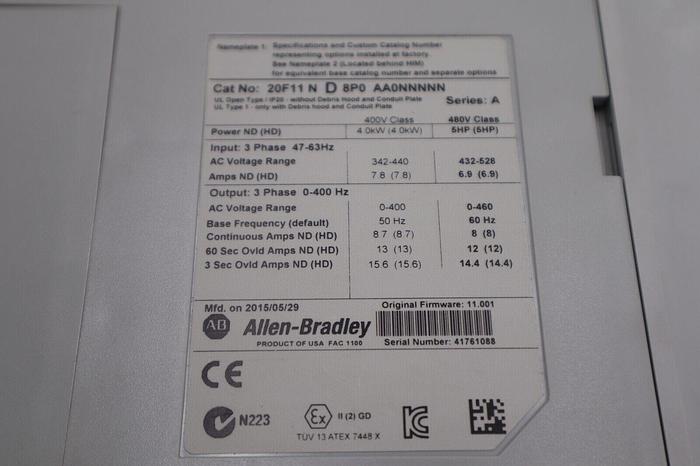 Nameplate 1: Specifications and Custom Catalog Number
representing options installed at factory.
See Nameplate 2 (Located behind HIM)
for equivalent base catalog number and separate options
Cat No: 20F11 N D 8P0 AA0NNNNN
UL Open Type / IP20 - without Debris Hood and Conduit Plate
UL Type 1 - only with Debris hood and Conduit Plate
Series: A
400V Class 480V Class
Power ND (HD) 4.0kW (4.0kW) 5HP (5HP)
Input: 3 Phase 47-63Hz
AC Voltage Range 342-440 432-528
Amps ND (HD) 7.8 (7.8) 6.9 (6.9)
Output: 3 Phase 0-400 Hz
AC Voltage Range 0-400 0-460
Base Frequency (default) 50 Hz 60 Hz
Continuous Amps ND (HD) 8.7 (8.7) 8 (8)
60 Sec Ovld Amps ND (HD) 13 (13) 12 (12)
3 Sec Ovld Amps ND (HD) 15.6 (15.6) 14.4 (14.4)
Mfd. on 2015/05/29
Original Firmware: 11.001
AB Allen-Bradley
PRODUCT OF USA FAC 1100
Serial Number: 41761088
CE
N223
Ex II (2) GD
TÜV 13 ATEX 7448 X